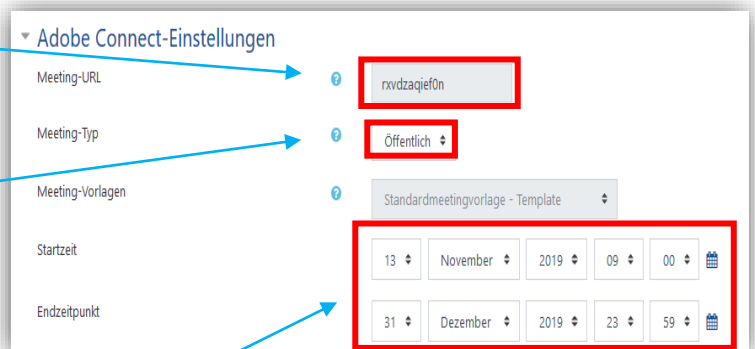 Adobe Connect-Einstellungen
Meeting-URL rxvdzaqief0n
Meeting-Typ Öffentlich
Meeting-Vorlagen Standardmeetingvorlage - Template
Startzeit 13 November 2019 09 00
Endzeitpunkt 31 Dezember 2019 23 59